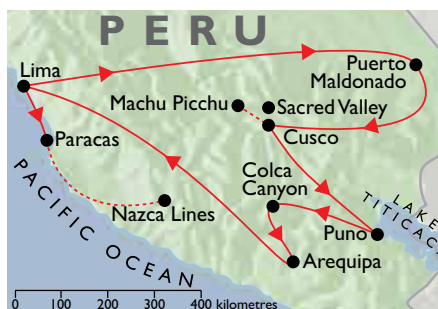 PERU
Lima
Puerto
Maldonado
Machu Picchu
Sacred Valley
Cusco
Paracas
Colca
Canyon
Nazca Lines
Puno
LAKE
TITICACA
Arequipa
PACIFIC OCEAN
0 100 200 300 400 kilometres